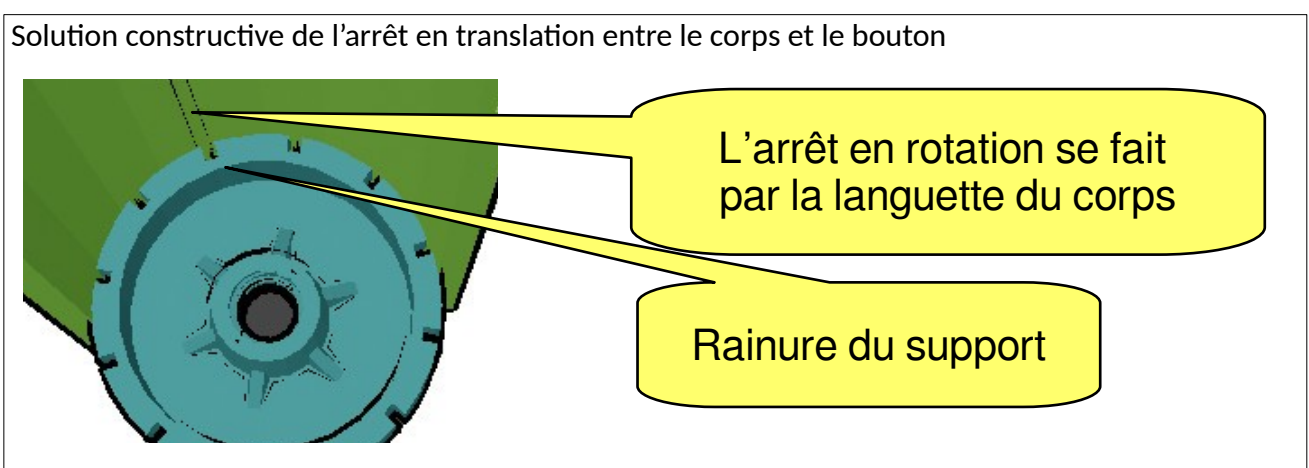 Solution constructive de l’arrêt en translation entre le corps et le bouton
L’arrêt en rotation se fait
par la languette du corps
Rainure du support